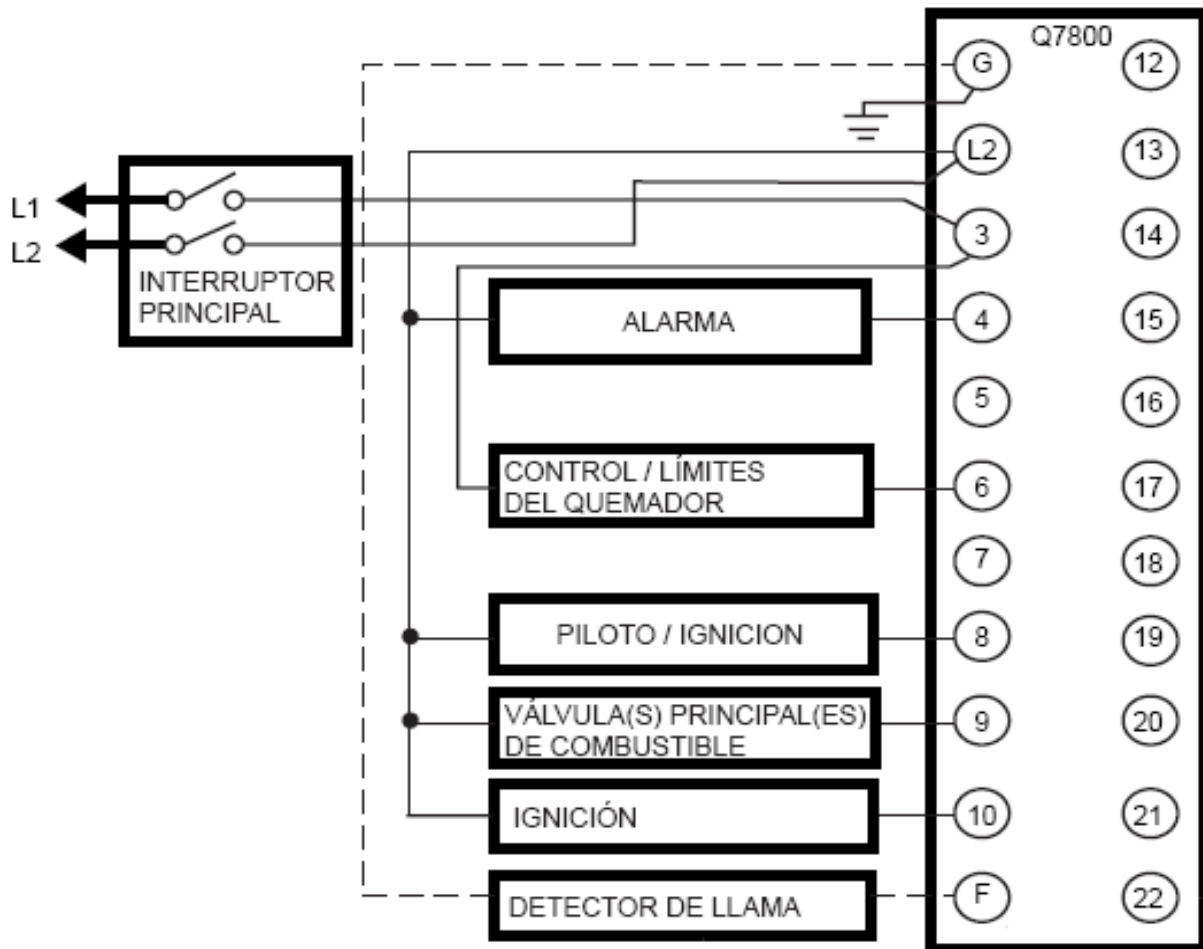 Q7800
G
12
L2
13
L1
3
14
L2
INTERRUPTOR
PRINCIPAL
ALARMA
4
15
5
16
CONTROL / LÍMITES
DEL QUEMADOR
6
17
7
18
PILOTO / IGNICION
8
19
VÁLVULA(S) PRINCIPAL(ES)
DE COMBUSTIBLE
9
20
IGNICIÓN
10
21
DETECTOR DE LLAMA
F
22